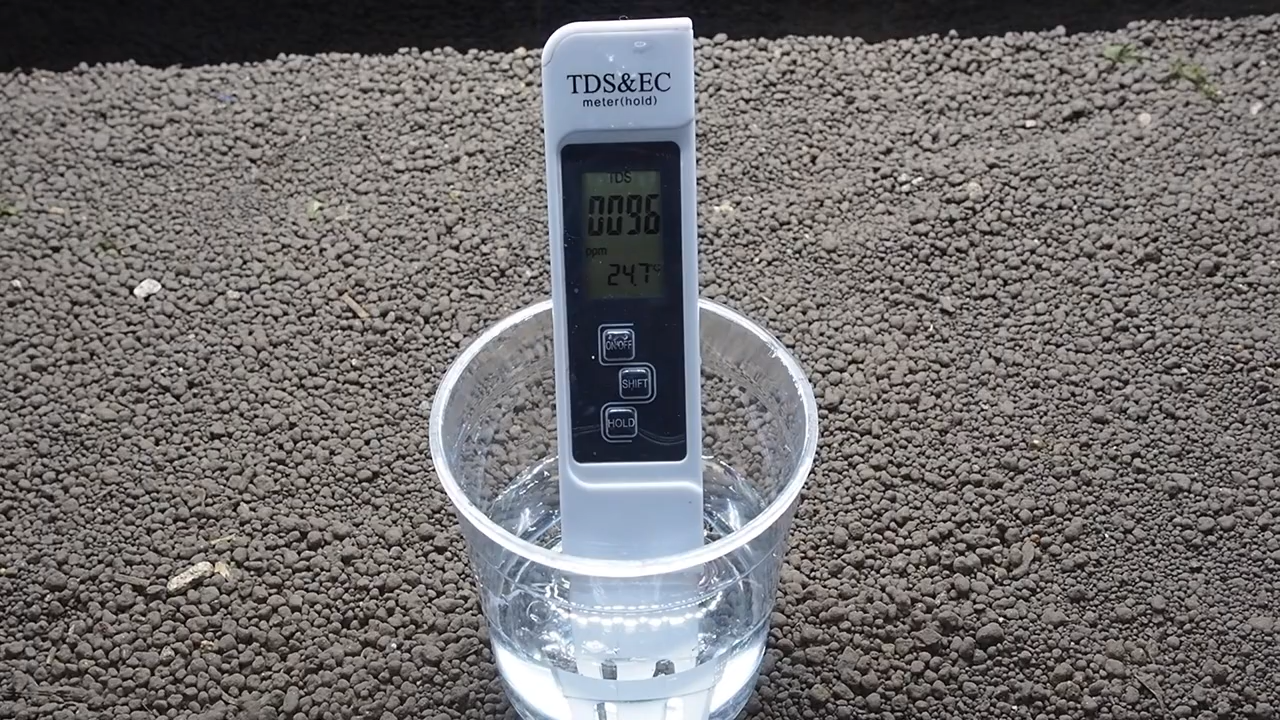 TDS&EC
meter(hold)
TDS
0096
ppm
24.7°C
ON/OFF
SHIFT
HOLD